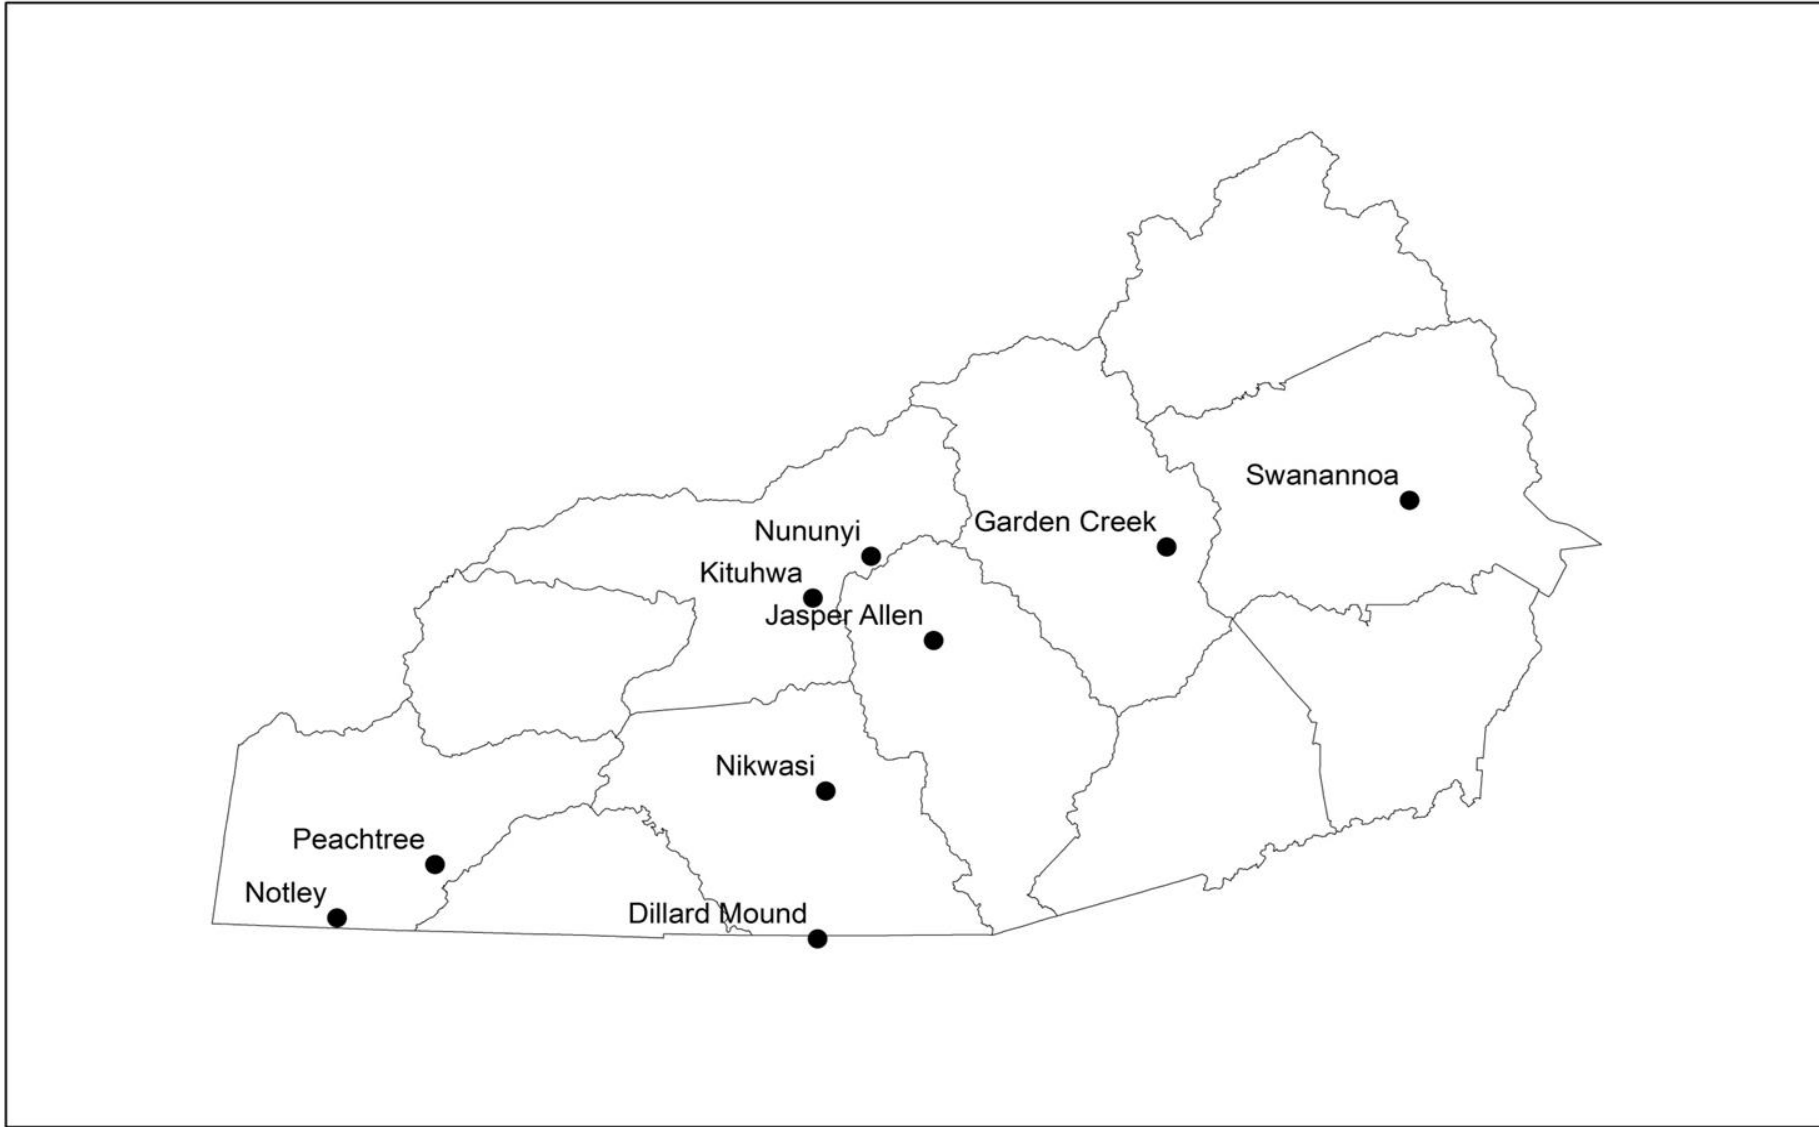 Swanannoa
Garden Creek
Nununyi
Kituhwa
Jasper Allen
Nikwasi
Peachtree
Notley
Dillard Mound